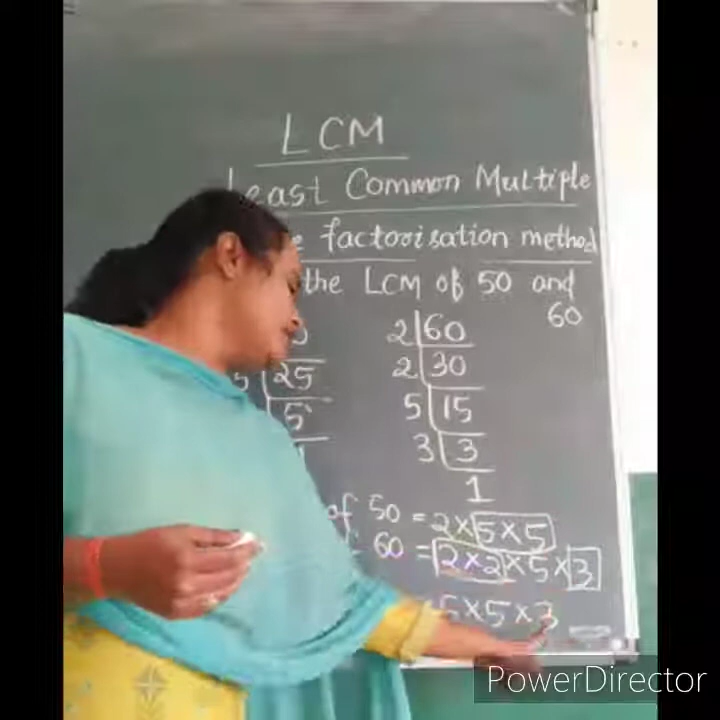 LCM
Least Common Multiple
factorisation method
the LCM of 50 and
60
2 60
25 2 30
5 5 15
3 3
1
of 50 = 2×5×5
60 = 2×2×5×3
5×5×3
PowerDirector